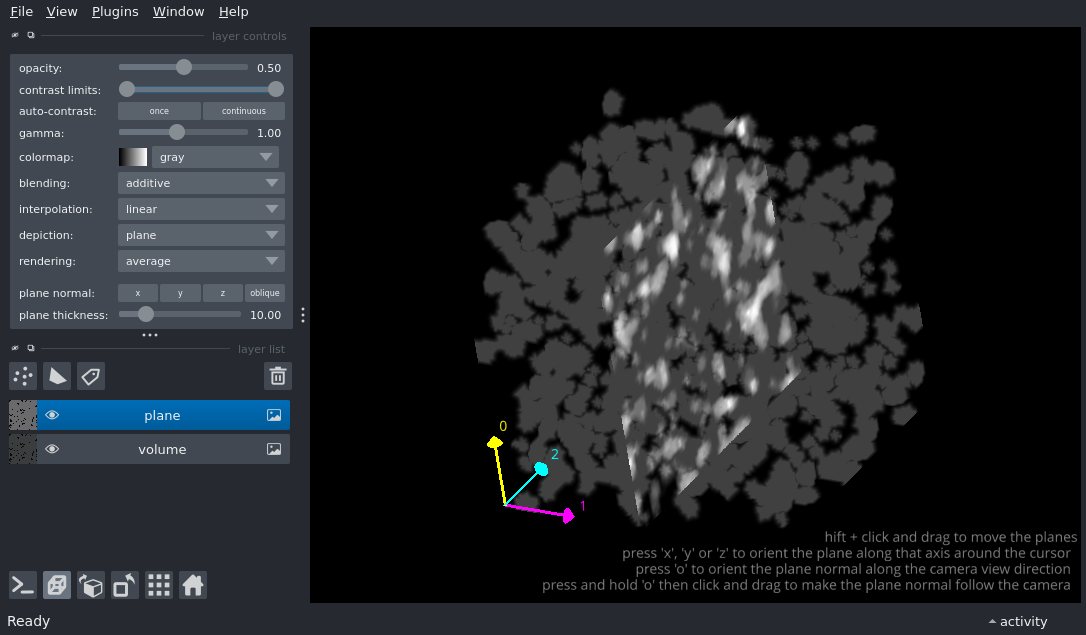 File View Plugins Window Help
layer controls
opacity: 0.50
contrast limits:
auto-contrast: once continuous
gamma: 1.00
colormap: gray
blending: additive
interpolation: linear
depiction: plane
rendering: average
plane normal: x y z oblique
plane thickness: 10.00
layer list
plane
volume
0
2
1
hift + click and drag to move the planes
press 'x', 'y' or 'z' to orient the plane along that axis around the cursor
press 'o' to orient the plane normal along the camera view direction
press and hold 'o' then click and drag to make the plane normal follow the camera
Ready activity